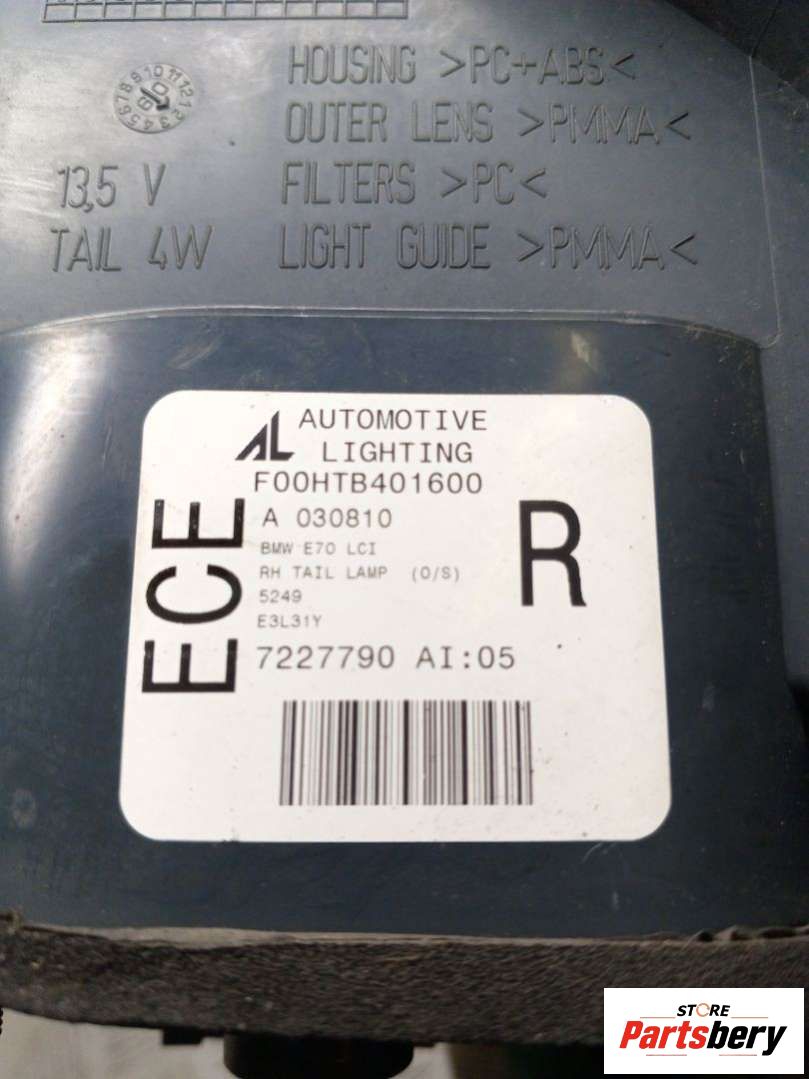 HOUSING >PC+ABS<
OUTER LENS >PMMA<
13,5 V FILTERS >PC<
TAIL 4W LIGHT GUIDE >PMMA<
AL AUTOMOTIVE
LIGHTING
F00HTB401600
A 030810
BMW E70 LCI
RH TAIL LAMP (O/S)
5249
E3L31Y
7227790 AI:05
ECE
R
STORE
Partsbery